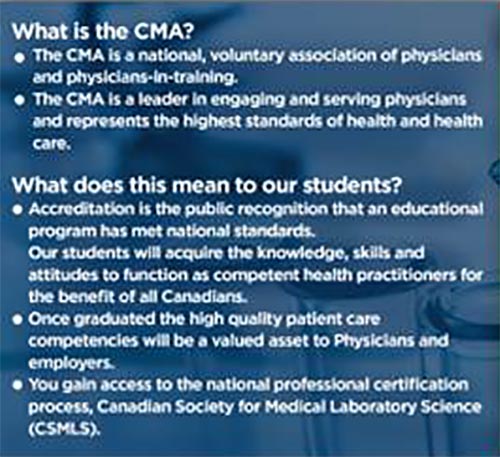 What is the CMA?
• The CMA is a national, voluntary association of physicians
and physicians-in-training.
• The CMA is a leader in engaging and serving physicians
and represents the highest standards of health and health
care.
What does this mean to our students?
• Accreditation is the public recognition that an educational
program has met national standards.
Our students will acquire the knowledge, skills and
attitudes to function as competent health practitioners for
the benefit of all Canadians.
• Once graduated the high quality patient care
competencies will be a valued asset to Physicians and
employers.
• You gain access to the national professional certification
process, Canadian Society for Medical Laboratory Science
(CSMLS).